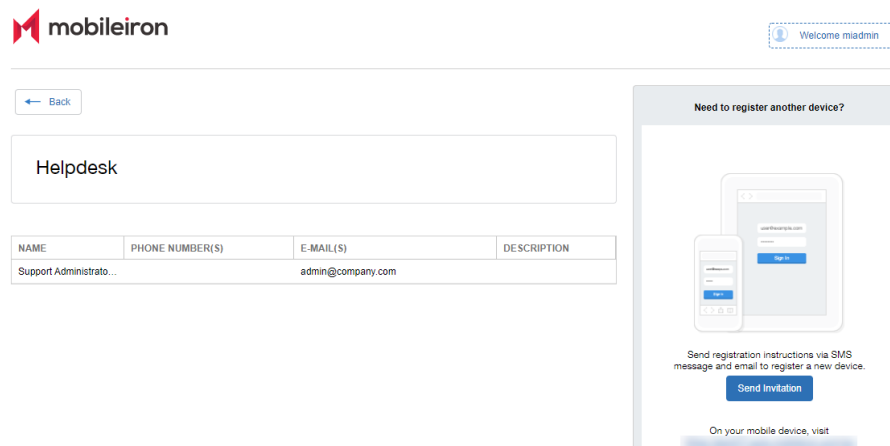 mobileiron
Welcome miadmin
Back
Need to register another device?
Helpdesk
NAME PHONE NUMBER(S) E-MAIL(S) DESCRIPTION
Support Administrato... admin@company.com
Sign In
Send registration instructions via SMS
message and email to register a new device.
Send Invitation
On your mobile device, visit